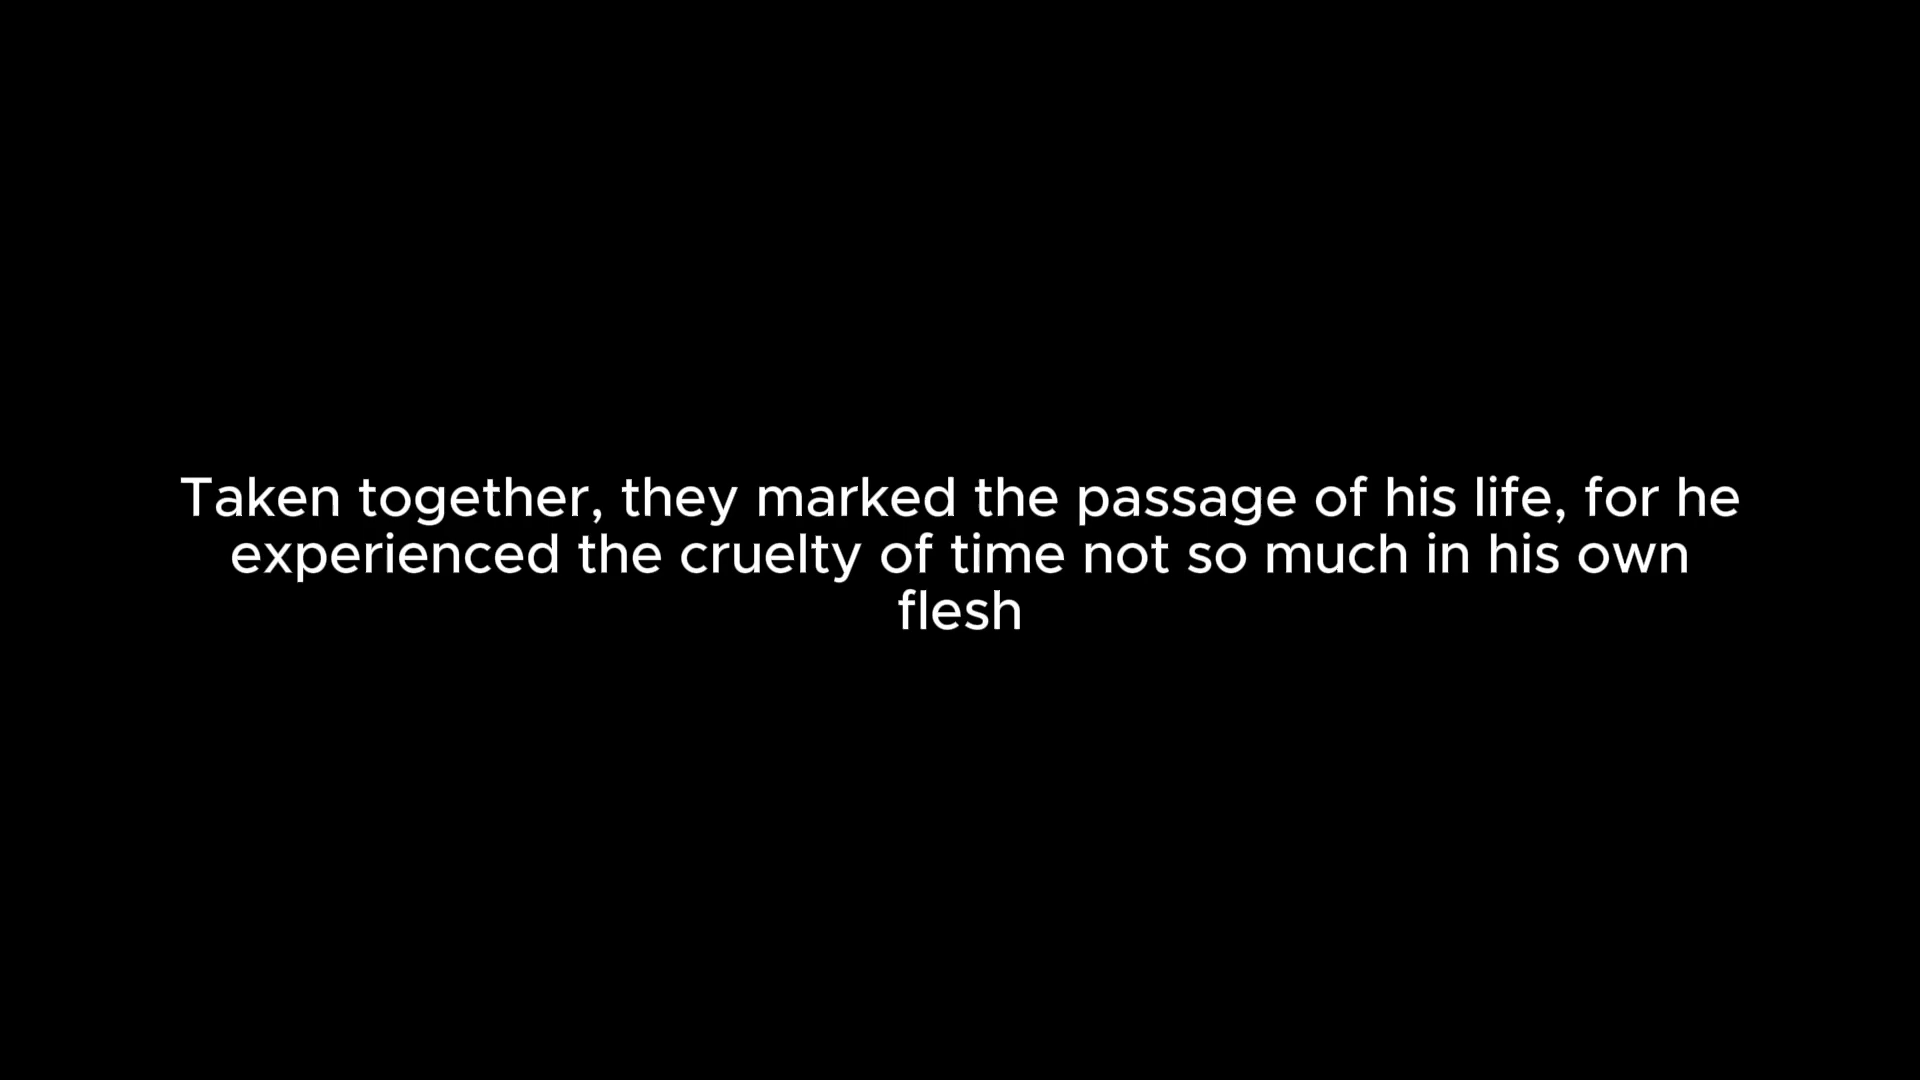 Taken together, they marked the passage of his life, for he
experienced the cruelty of time not so much in his own
flesh